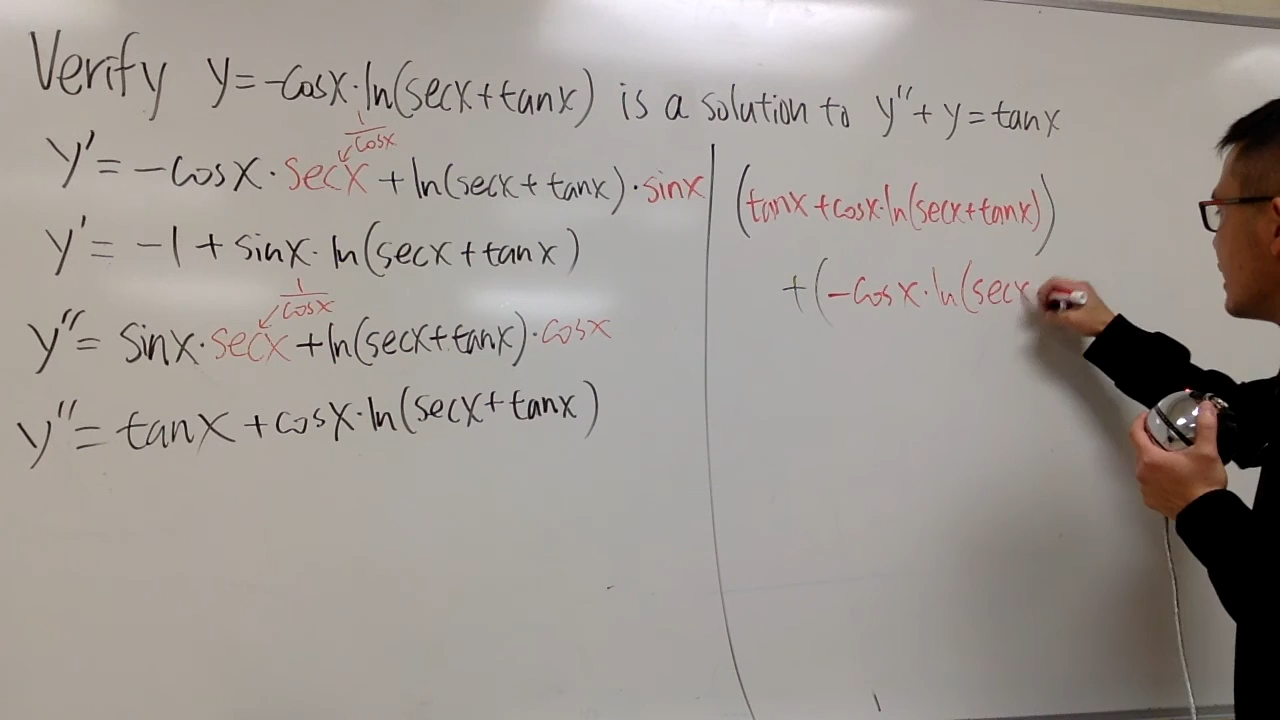 Verify y=-cosx·ln(secx+tanx) is a solution to y"+y=tanx
1/cosx
y'=-cosx·secx+ln(secx+tanx)·sinx
y'=-1+sinx·ln(secx+tanx)
1/cosx
y"=sinx·secx+ln(secx+tanx)·cosx
y"=tanx+cosx·ln(secx+tanx)
(tanx+cosx·ln(secx+tanx))
+(-cosx·ln(secx